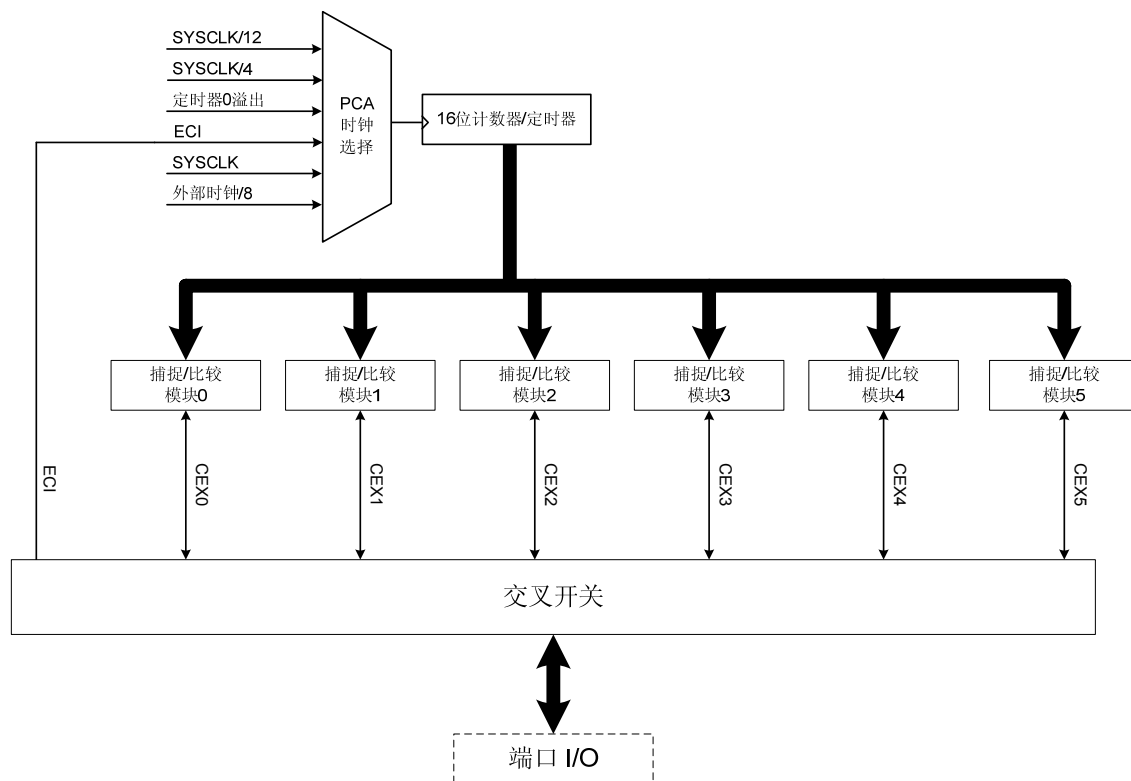 SYSCLK/12
SYSCLK/4
定时器0溢出
ECI
SYSCLK
外部时钟/8
PCA
时钟
选择
16位计数器/定时器
捕捉/比较
模块0
捕捉/比较
模块1
捕捉/比较
模块2
捕捉/比较
模块3
捕捉/比较
模块4
捕捉/比较
模块5
ECI
CEX0
CEX1
CEX2
CEX3
CEX4
CEX5
交叉开关
端口 I/O